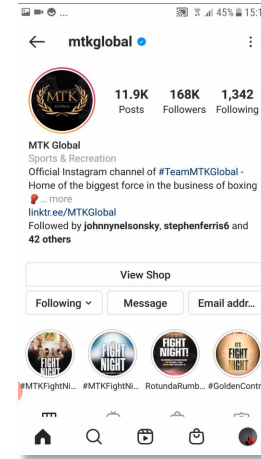 ... 45% 15:1
mtkglobal
MTK
GLOBAL
11.9K 168K 1,342
Posts Followers Following
MTK Global
Sports & Recreation
Official Instagram channel of #TeamMTKGlobal -
Home of the biggest force in the business of boxing
🥊 ... more
linktr.ee/MTKGlobal
Followed by johnnynelsonsky, stephenferris6 and
42 others
View Shop
Following Message Email addr...
FIGHT NIGHT FIGHT NIGHT FIGHT NIGHT! IT'S FIGHT NIGHT
#MTKFightNi... #MTKFightNi... RotundaRumb... #GoldenContr